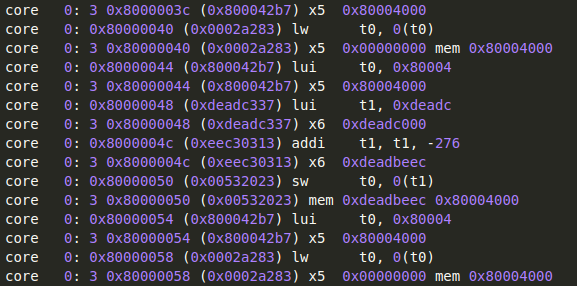 core   0: 3 0x8000003c (0x800042b7) x5  0x80004000
core   0: 0x80000040 (0x0002a283) lw      t0, 0(t0)
core   0: 3 0x80000040 (0x0002a283) x5  0x00000000 mem 0x80004000
core   0: 0x80000044 (0x800042b7) lui     t0, 0x80004
core   0: 3 0x80000044 (0x800042b7) x5  0x80004000
core   0: 0x80000048 (0xdeadc337) lui     t1, 0xdeadc
core   0: 3 0x80000048 (0xdeadc337) x6  0xdeadc000
core   0: 0x8000004c (0xeec30313) addi    t1, t1, -276
core   0: 3 0x8000004c (0xeec30313) x6  0xdeadbeec
core   0: 0x80000050 (0x00532023) sw      t0, 0(t1)
core   0: 3 0x80000050 (0x00532023) mem 0xdeadbeec 0x80004000
core   0: 0x80000054 (0x800042b7) lui     t0, 0x80004
core   0: 3 0x80000054 (0x800042b7) x5  0x80004000
core   0: 0x80000058 (0x0002a283) lw      t0, 0(t0)
core   0: 3 0x80000058 (0x0002a283) x5  0x00000000 mem 0x80004000